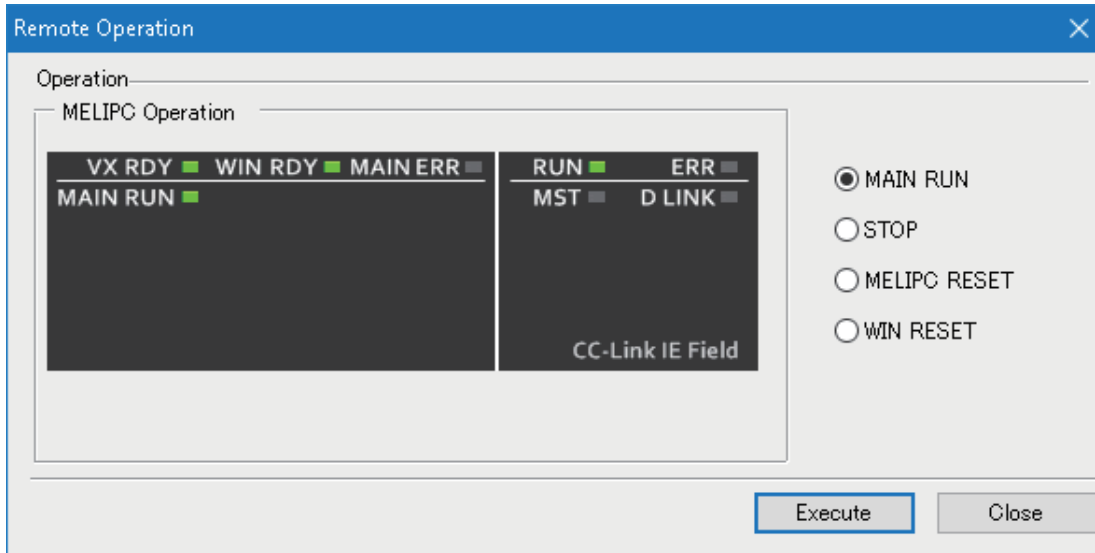 Remote Operation
Operation
MELIPC Operation
VX RDY WIN RDY MAIN ERR
MAIN RUN
RUN ERR
MST D LINK
CC-Link IE Field
MAIN RUN
STOP
MELIPC RESET
WIN RESET
Execute Close